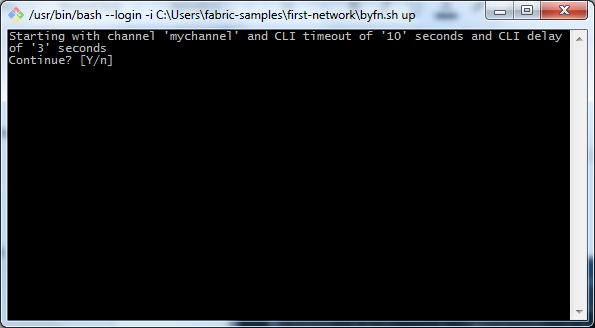 /usr/bin/bash --login -i C:\Users\fabric-samples\first-network\byfn.sh up
Starting with channel 'mychannel' and CLI timeout of '10' seconds and CLI delay
of '3' seconds
Continue? [Y/n]